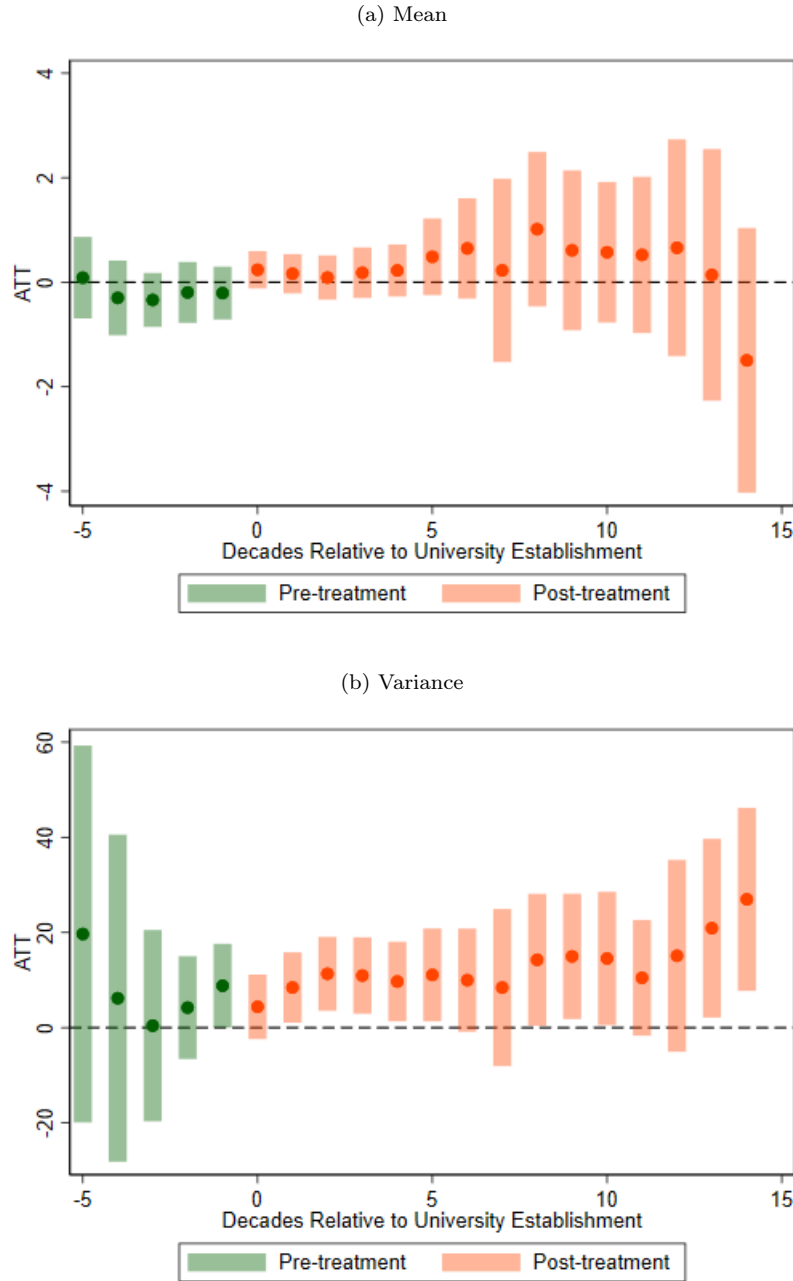 (a) Mean
4
2
0
-2
-4
ATT
-5 0 5 10 15
Decades Relative to University Establishment
Pre-treatment Post-treatment
(b) Variance
60
40
20
0
-20
ATT
-5 0 5 10 15
Decades Relative to University Establishment
Pre-treatment Post-treatment